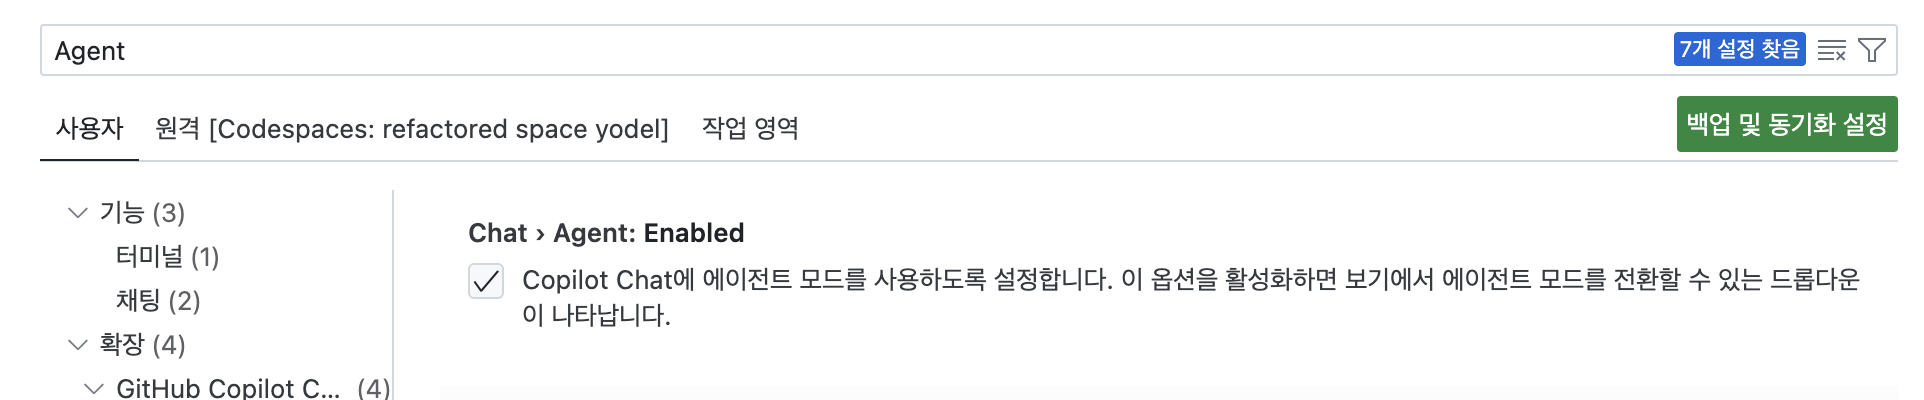 Agent
7개 설정 찾음
사용자 원격 [Codespaces: refactored space yodel] 작업 영역
백업 및 동기화 설정
기능 (3)
터미널 (1)
채팅 (2)
확장 (4)
GitHub Copilot C... (4)
Chat › Agent: Enabled
Copilot Chat에 에이전트 모드를 사용하도록 설정합니다. 이 옵션을 활성화하면 보기에서 에이전트 모드를 전환할 수 있는 드롭다운
이 나타납니다.